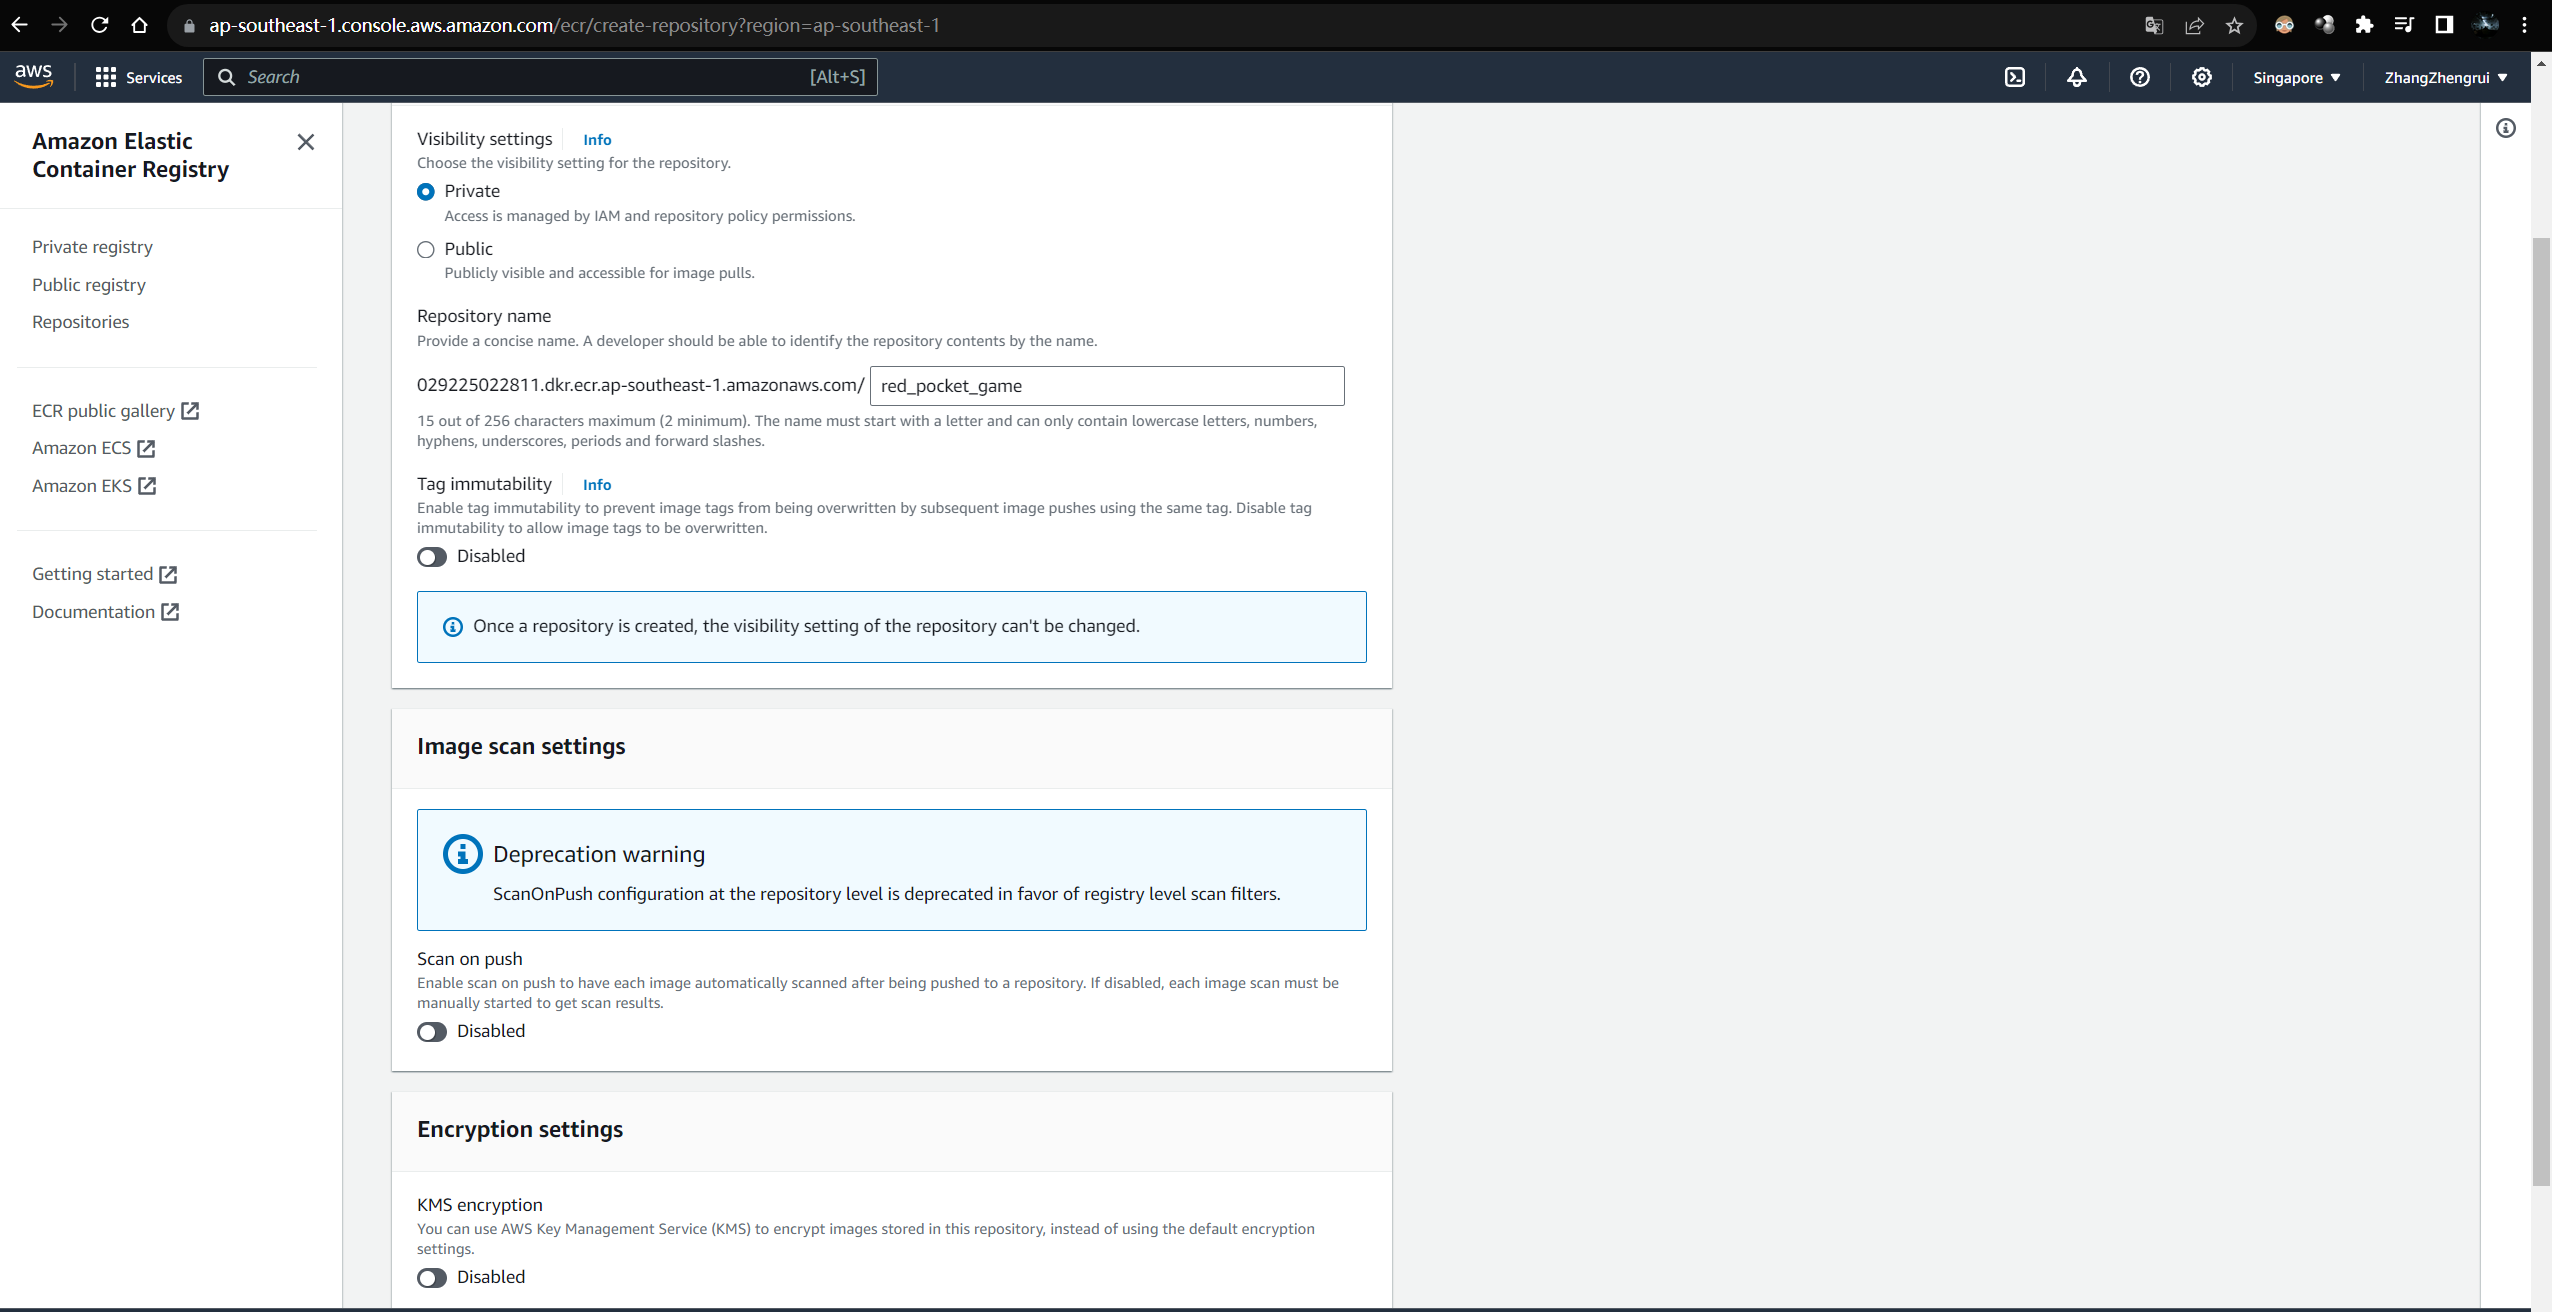 ap-southeast-1.console.aws.amazon.com/ecr/create-repository?region=ap-southeast-1
aws
Services
Search
[Alt+S]
Singapore
ZhangZhengrui
Amazon Elastic
Container Registry
Private registry
Public registry
Repositories
ECR public gallery
Amazon ECS
Amazon EKS
Getting started
Documentation
Visibility settings
Info
Choose the visibility setting for the repository.
Private
Access is managed by IAM and repository policy permissions.
Public
Publicly visible and accessible for image pulls.
Repository name
Provide a concise name. A developer should be able to identify the repository contents by the name.
029225022811.dkr.ecr.ap-southeast-1.amazonaws.com/
red_pocket_game
15 out of 256 characters maximum (2 minimum). The name must start with a letter and can only contain lowercase letters, numbers,
hyphens, underscores, periods and forward slashes.
Tag immutability
Info
Enable tag immutability to prevent image tags from being overwritten by subsequent image pushes using the same tag. Disable tag
immutability to allow image tags to be overwritten.
Disabled
Once a repository is created, the visibility setting of the repository can't be changed.
Image scan settings
Deprecation warning
ScanOnPush configuration at the repository level is deprecated in favor of registry level scan filters.
Scan on push
Enable scan on push to have each image automatically scanned after being pushed to a repository. If disabled, each image scan must be
manually started to get scan results.
Disabled
Encryption settings
KMS encryption
You can use AWS Key Management Service (KMS) to encrypt images stored in this repository, instead of using the default encryption
settings.
Disabled